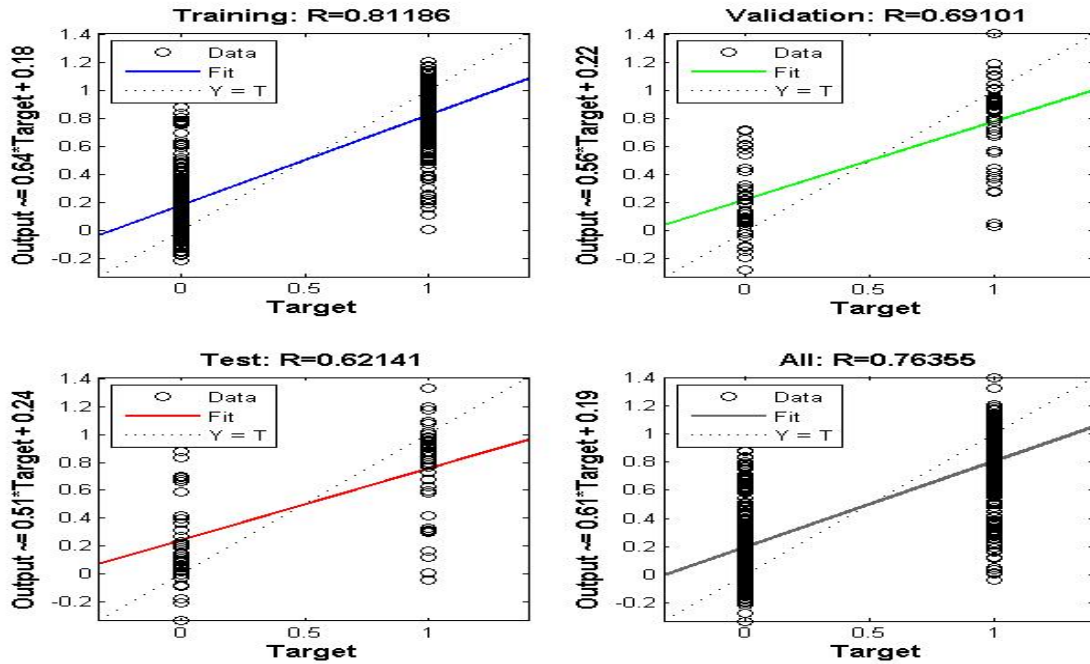 Training: R=0.81186
Output ~= 0.64*Target + 0.18
1.4
1.2
1
0.8
0.6
0.4
0.2
0
-0.2
Data
Fit
Y = T
0
0.5
1
Target
Validation: R=0.69101
Output ~= 0.56*Target + 0.22
1.4
1.2
1
0.8
0.6
0.4
0.2
0
-0.2
Data
Fit
Y = T
0
0.5
1
Target
Test: R=0.62141
Output ~= 0.51*Target + 0.24
1.4
1.2
1
0.8
0.6
0.4
0.2
0
-0.2
Data
Fit
Y = T
0
0.5
1
Target
All: R=0.76355
Output ~= 0.61*Target + 0.19
1.4
1.2
1
0.8
0.6
0.4
0.2
0
-0.2
Data
Fit
Y = T
0
0.5
1
Target